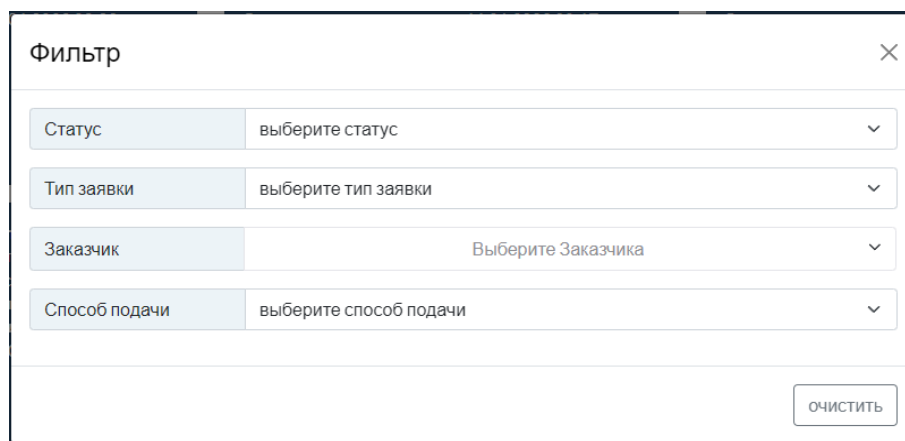 Фильтр
Статус выберите статус
Тип заявки выберите тип заявки
Заказчик Выберите Заказчика
Способ подачи выберите способ подачи
очистить